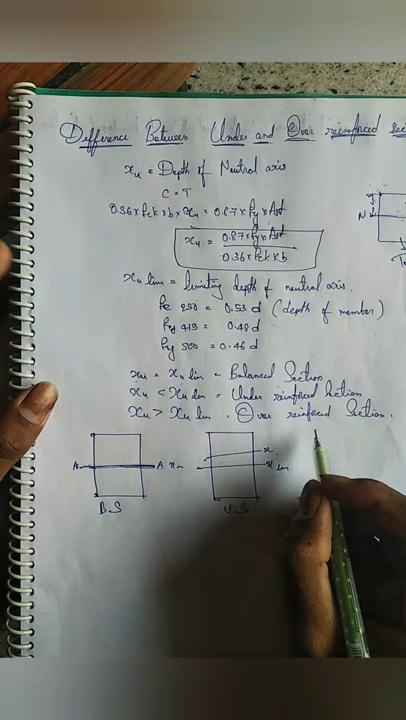 Difference Between Under and Over reinforced sec
xu = Depth of Neutral axis
C = T
0.36 x fck x b x xu = 0.87 x fy x Ast
xu = 0.87 x fy x Ast
0.36 x fck x b
N
T
xu lim = limiting depth of neutral axis.
fe 250 = 0.53 d (depth of member)
fy 415 = 0.48 d
fy 500 = 0.46 d
xu = xu lim = Balanced Section
xu < xu lim = Under reinforced Section
xu > xu lim . Over reinfoced Section.
A A xu
x.
x lim
B.S U.S